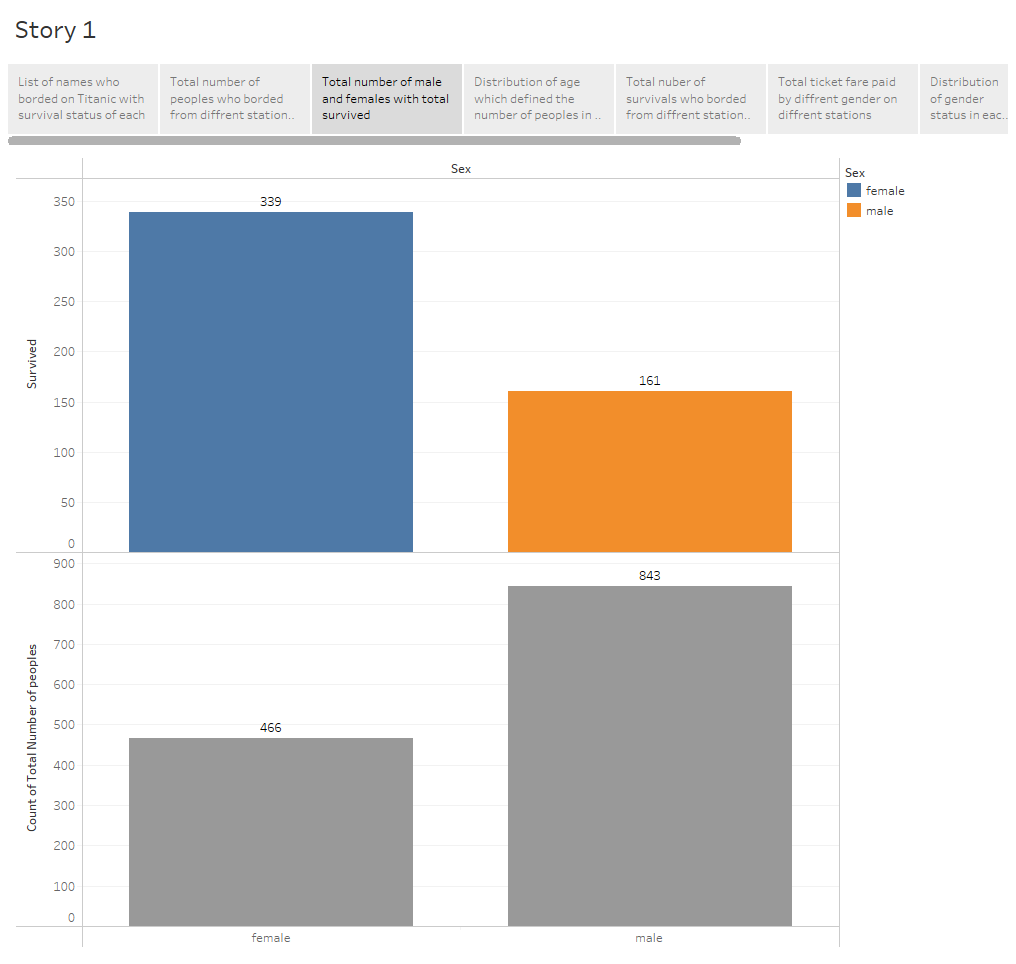 Story 1
List of names who
borded on Titanic with
survival status of each
Total number of
peoples who borded
from diffrent station..
Total number of male
and females with total
survived
Distribution of age
which defined the
number of peoples in ..
Total nuber of
survivals who borded
from diffrent station..
Total ticket fare paid
by diffrent gender on
diffrent stations
Distribution
of gender
status in eac..
Sex
Sex
female
male
Survived
350
300
250
200
150
100
50
0
339
161
Count of Total Number of peoples
900
800
700
600
500
400
300
200
100
0
466
843
female
male